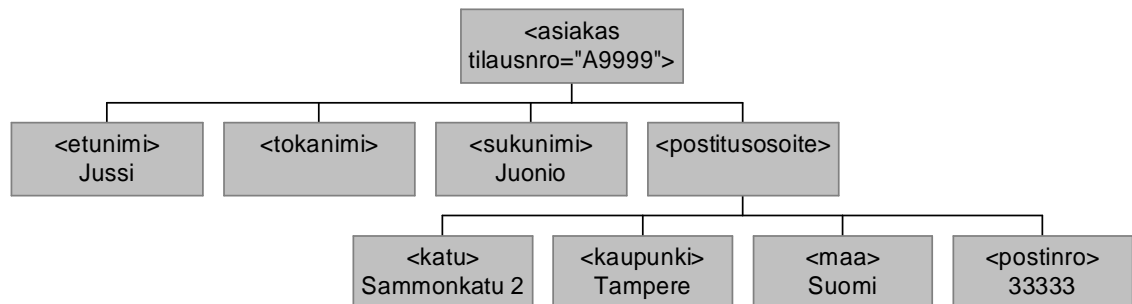 <asiakas
tilausnro="A9999">
<etunimi>
Jussi
<tokanimi>
<sukunimi>
Juonio
<postitusosoite>
<katu>
Sammonkatu 2
<kaupunki>
Tampere
<maa>
Suomi
<postinro>
33333